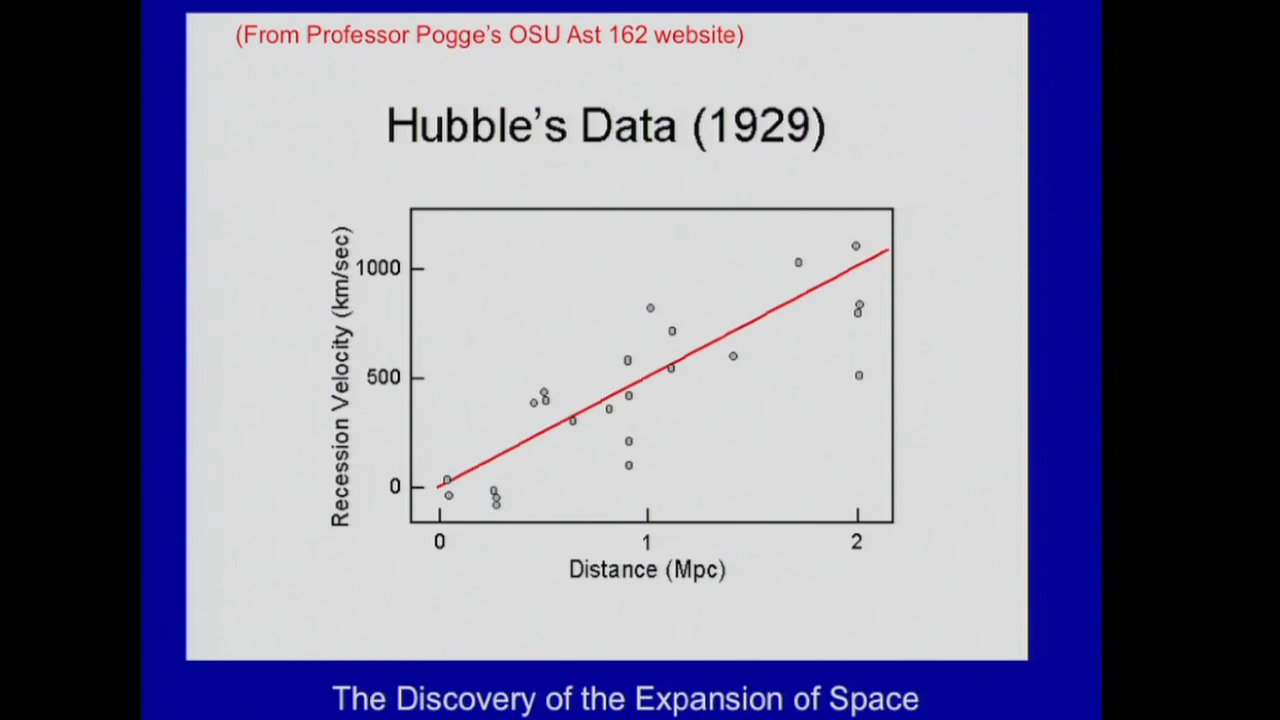 (From Professor Pogge's OSU Ast 162 website)
Hubble's Data (1929)
Recession Velocity (km/sec)
1000
500
0
0 1 2
Distance (Mpc)
The Discovery of the Expansion of Space